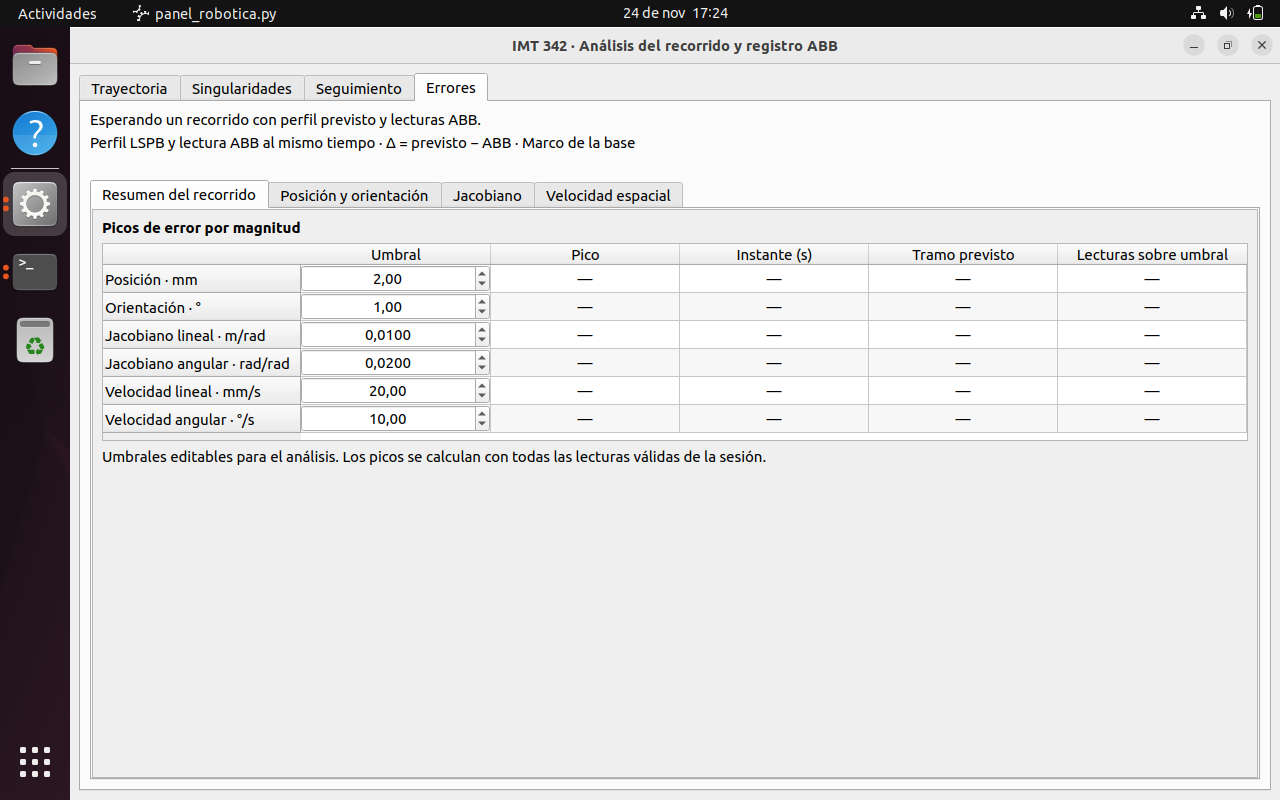 Actividades panel_robotica.py 24 de nov 17:24
IMT 342 · Análisis del recorrido y registro ABB
Trayectoria Singularidades Seguimiento Errores
Esperando un recorrido con perfil previsto y lecturas ABB.
Perfil LSPB y lectura ABB al mismo tiempo · Δ = previsto − ABB · Marco de la base
Resumen del recorrido Posición y orientación Jacobiano Velocidad espacial
Picos de error por magnitud
Umbral Pico Instante (s) Tramo previsto Lecturas sobre umbral
Posición · mm 2,00 — — — —
Orientación · ° 1,00 — — — —
Jacobiano lineal · m/rad 0,0100 — — — —
Jacobiano angular · rad/rad 0,0200 — — — —
Velocidad lineal · mm/s 20,00 — — — —
Velocidad angular · °/s 10,00 — — — —
Umbrales editables para el análisis. Los picos se calculan con todas las lecturas válidas de la sesión.